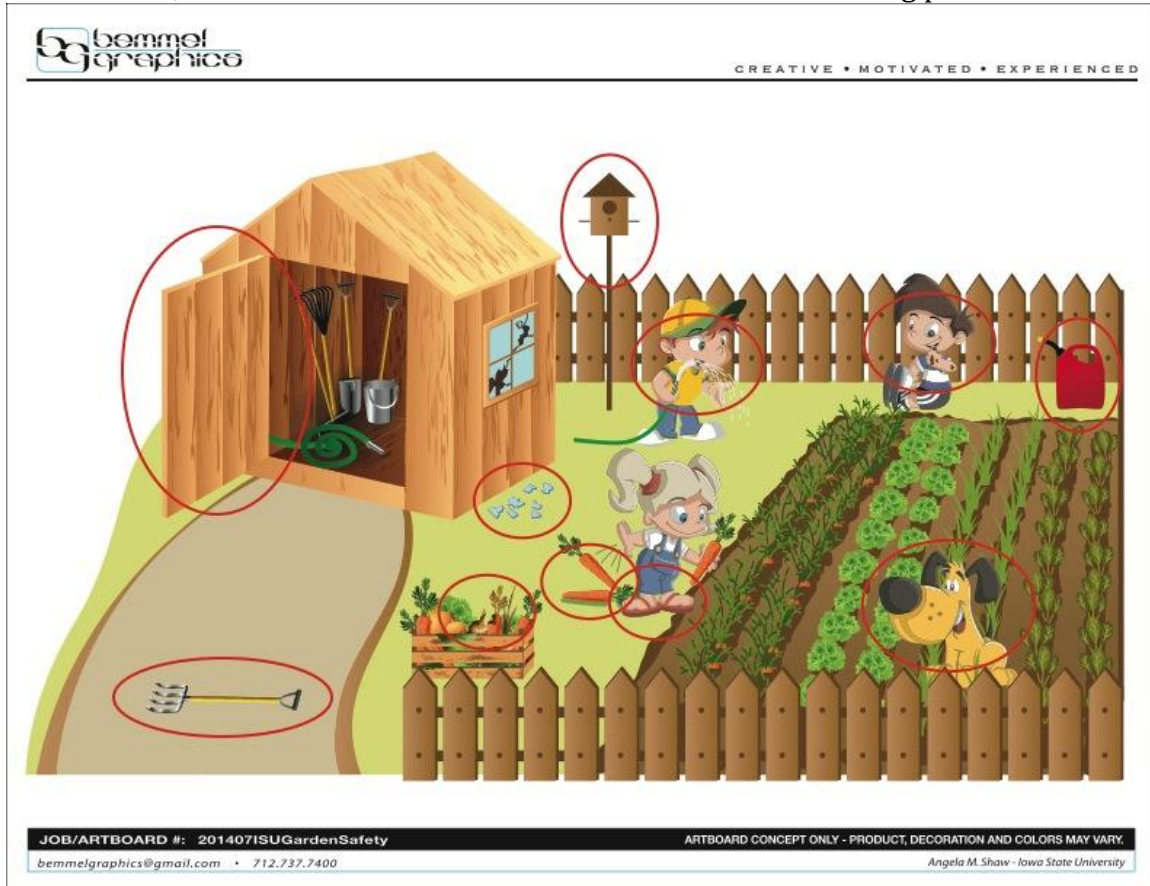 bemmel
graphics
CREATIVE • MOTIVATED • EXPERIENCED
JOB/ARTBOARD #: 201407ISUGardenSafety
ARTBOARD CONCEPT ONLY - PRODUCT, DECORATION AND COLORS MAY VARY.
bemmelgraphics@gmail.com • 712.737.7400
Angela M. Shaw - Iowa State University